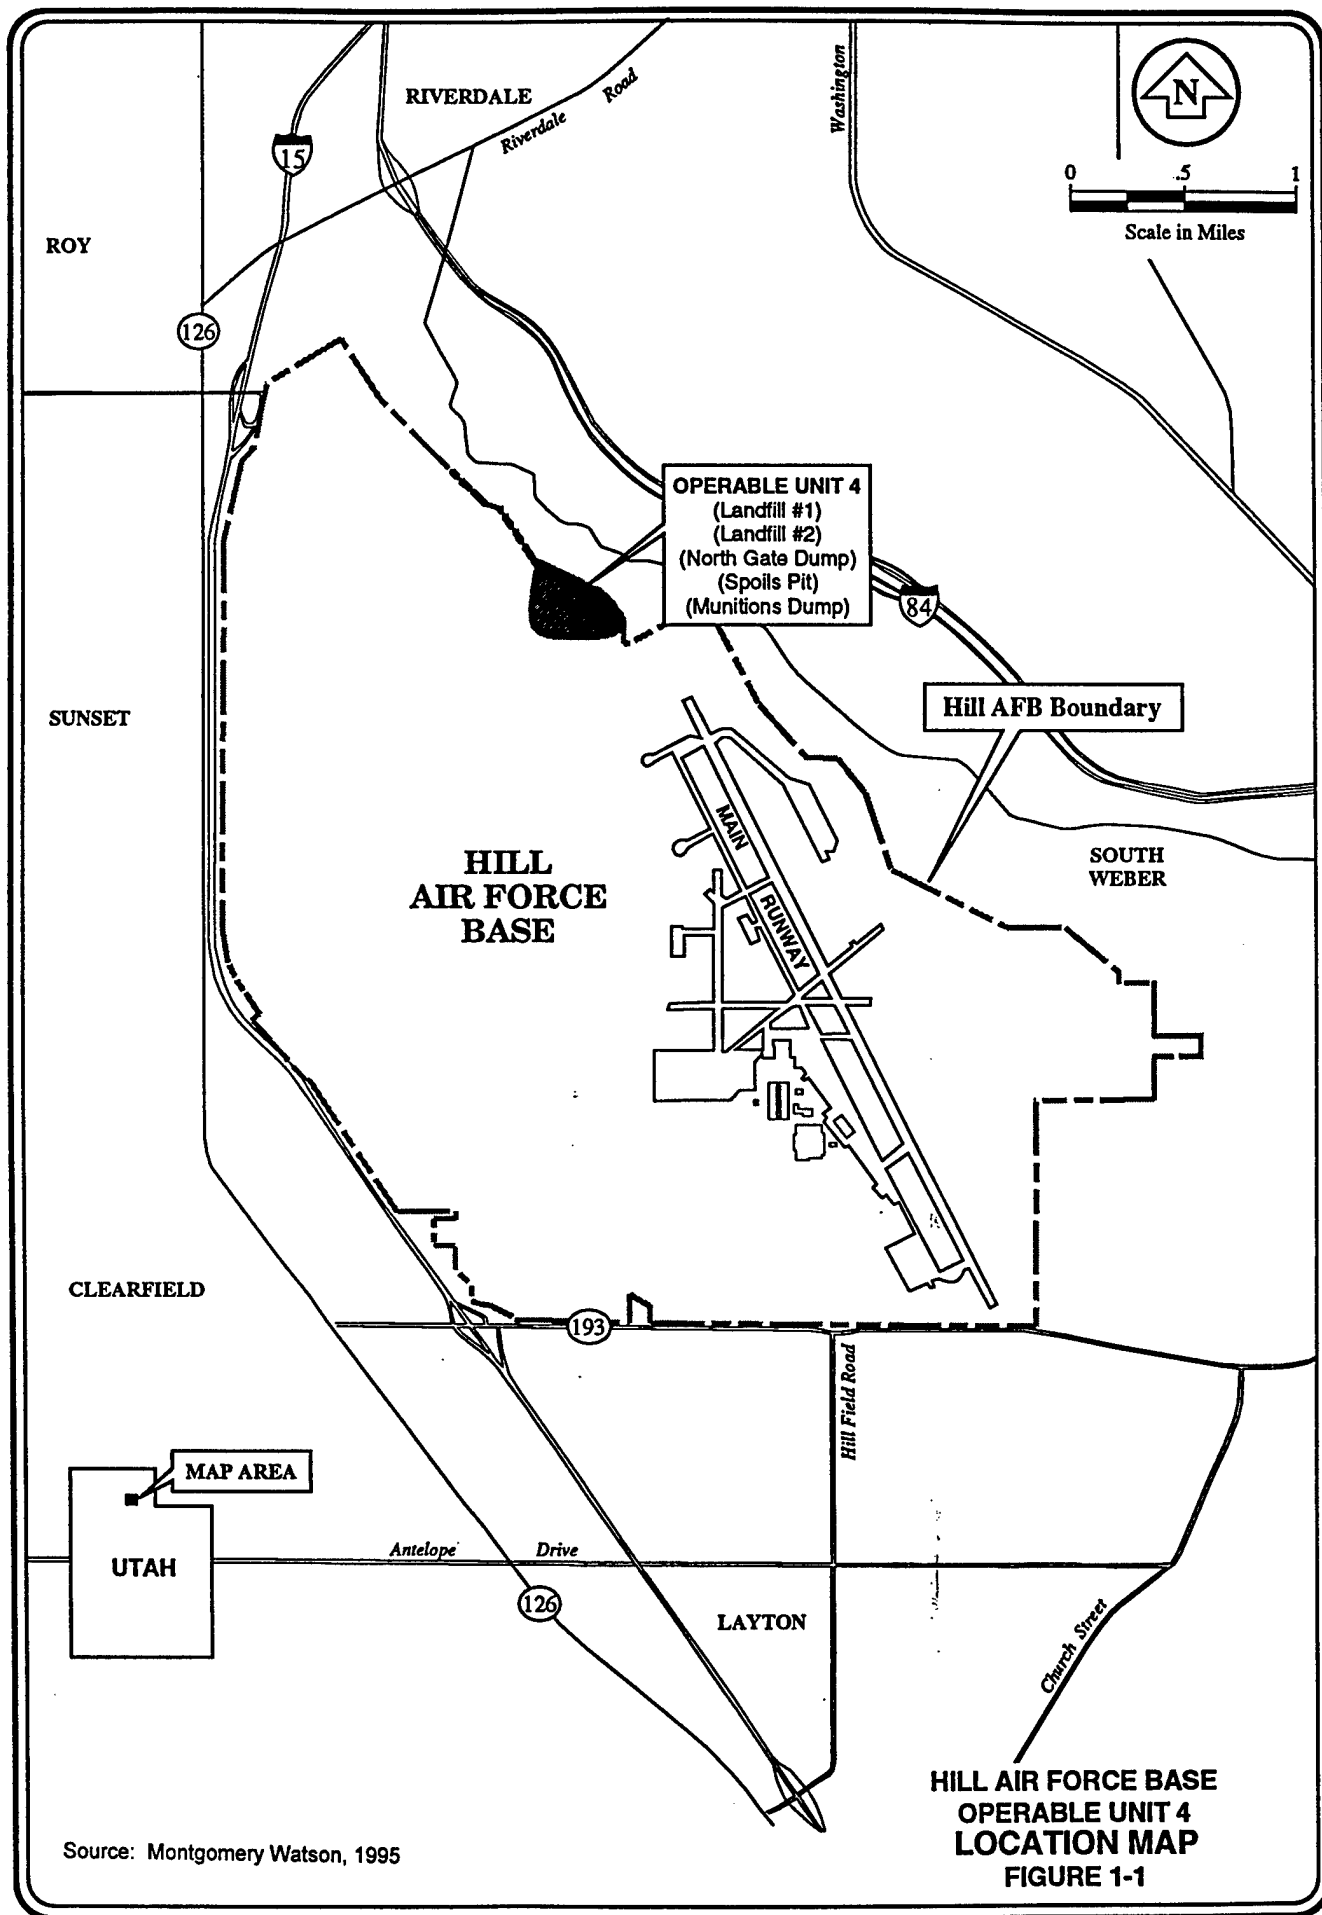 RIVERDALE
Riverdale Road
Washington
N
15
0 .5 1
Scale in Miles
ROY
126
OPERABLE UNIT 4
(Landfill #1)
(Landfill #2)
(North Gate Dump)
(Spoils Pit)
(Munitions Dump)
84
Hill AFB Boundary
SUNSET
MAIN RUNWAY
SOUTH
WEBER
HILL
AIR FORCE
BASE
CLEARFIELD
193
Hill Field Road
MAP AREA
UTAH
Antelope Drive
126
LAYTON
Church Street
HILL AIR FORCE BASE
OPERABLE UNIT 4
LOCATION MAP
FIGURE 1-1
Source: Montgomery Watson, 1995